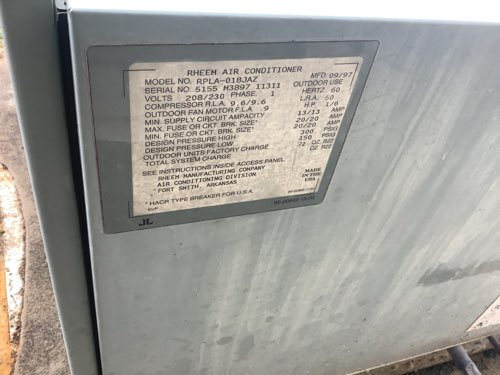 RHEEM AIR CONDITIONER
MODEL NO. RPLA-018JAZ MFD. 09/97
SERIAL NO. 5155 M3897 11311 OUTDOOR USE
VOLTS 208/230 PHASE. 1 HERTZ 60
COMPRESSOR R.L.A. 9.6/9.6 L.R.A. 50
OUTDOOR FAN MOTOR F.L.A. .9 H.P. 1/6
MIN. SUPPLY CIRCUIT AMPACITY 13/13 AMP
MAX. FUSE OR CKT. BRK. SIZE* 20/20 AMP
MIN. FUSE OR CKT. BRK. SIZE* 20/20 AMP
DESIGN PRESSURE HIGH 300 PSIG
DESIGN PRESSURE LOW 150 PSIG
OUTDOOR UNITS FACTORY CHARGE 72 OZ. R22
TOTAL SYSTEM CHARGE OZ. R22
SEE INSTRUCTIONS INSIDE ACCESS PANEL
RHEEM MANUFACTURING COMPANY
AIR CONDITIONING DIVISION
FORT SMITH, ARKANSAS
MADE
IN THE
USA
* HACR TYPE BREAKER FOR U.S.A.